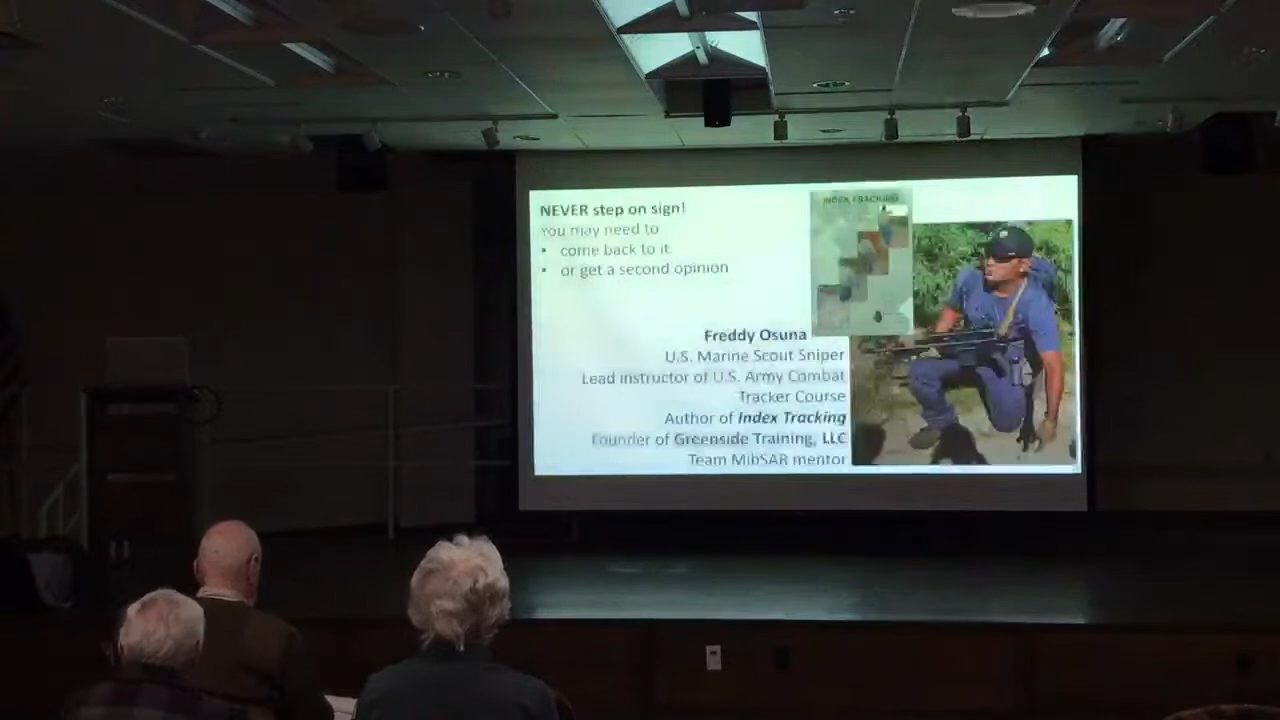 NEVER step on sign!
You may need to
• come back to it
• or get a second opinion
INDEX TRACKING
Freddy Osuna
U.S. Marine Scout Sniper
Lead instructor of U.S. Army Combat
Tracker Course
Author of Index Tracking
Founder of Greenside Training, LLC
Team MibSAR mentor